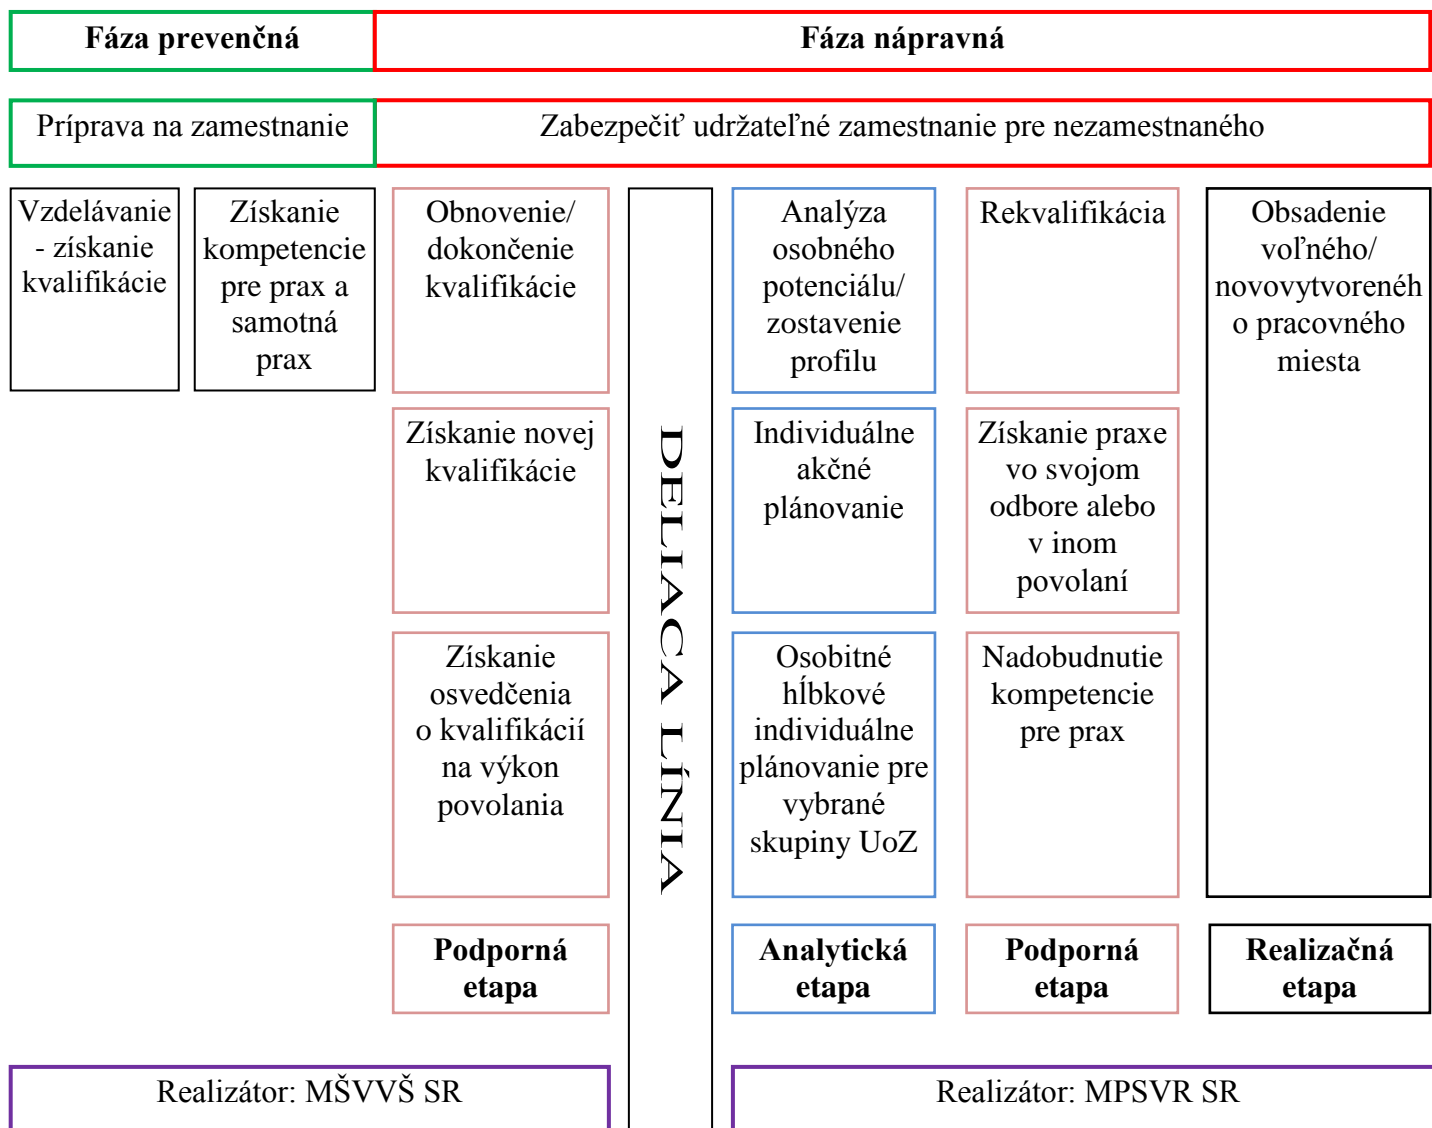 Fáza prevenčná
Fáza nápravná
Príprava na zamestnanie
Zabezpečiť udržateľné zamestnanie pre nezamestnaného
Vzdelávanie
- získanie
kvalifikácie
Získanie
kompetencie
pre prax a
samotná
prax
Obnovenie/
dokončenie
kvalifikácie
Získanie novej
kvalifikácie
Získanie
osvedčenia
o kvalifikácií
na výkon
povolania
Podporná
etapa
DELIACA LÍNIA
Analýza
osobného
potenciálu/
zostavenie
profilu
Individuálne
akčné
plánovanie
Osobitné
hĺbkové
individuálne
plánovanie pre
vybrané
skupiny UoZ
Analytická
etapa
Rekvalifikácia
Získanie praxe
vo svojom
odbore alebo
v inom
povolaní
Nadobudnutie
kompetencie
pre prax
Podporná
etapa
Obsadenie
voľného/
novovytvorenéh
o pracovného
miesta
Realizačná
etapa
Realizátor: MŠVVŠ SR
Realizátor: MPSVR SR